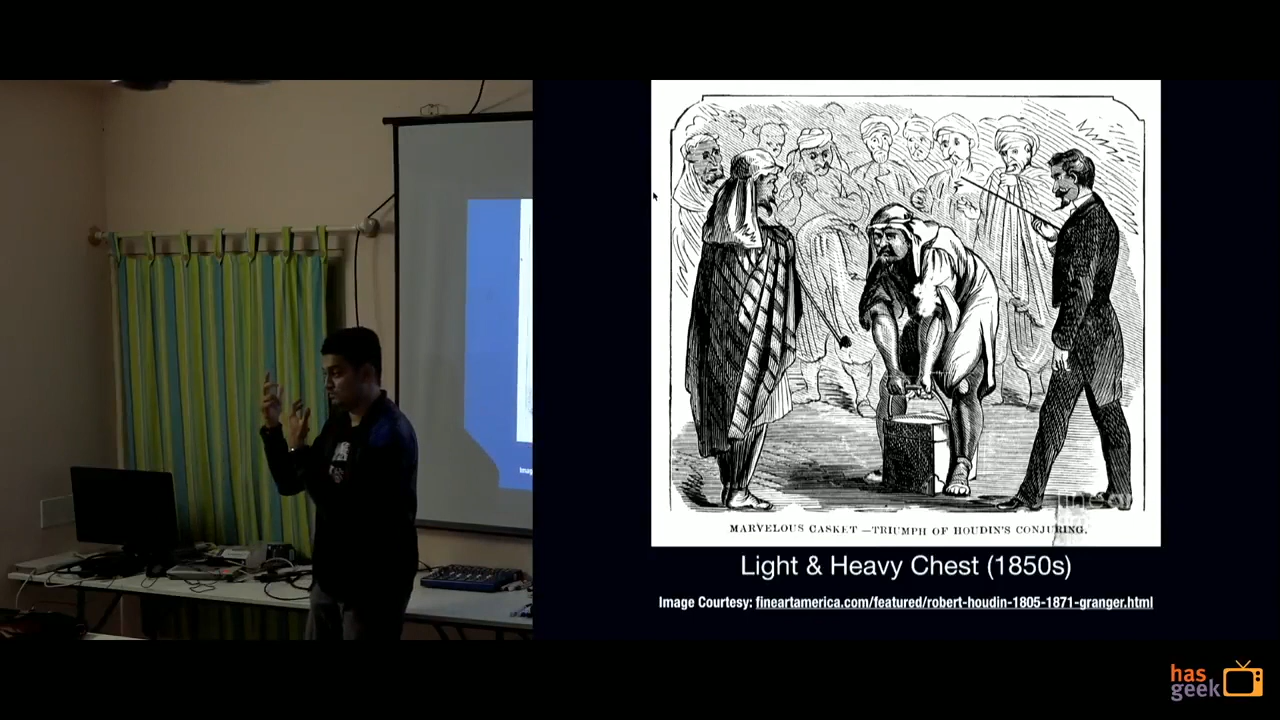 MARVELOUS CASKET —TRIUMPH OF HOUDIN'S CONJURING.
Light & Heavy Chest (1850s)
Image Courtesy: fineartamerica.com/featured/robert-houdin-1805-1871-granger.html
has
geek